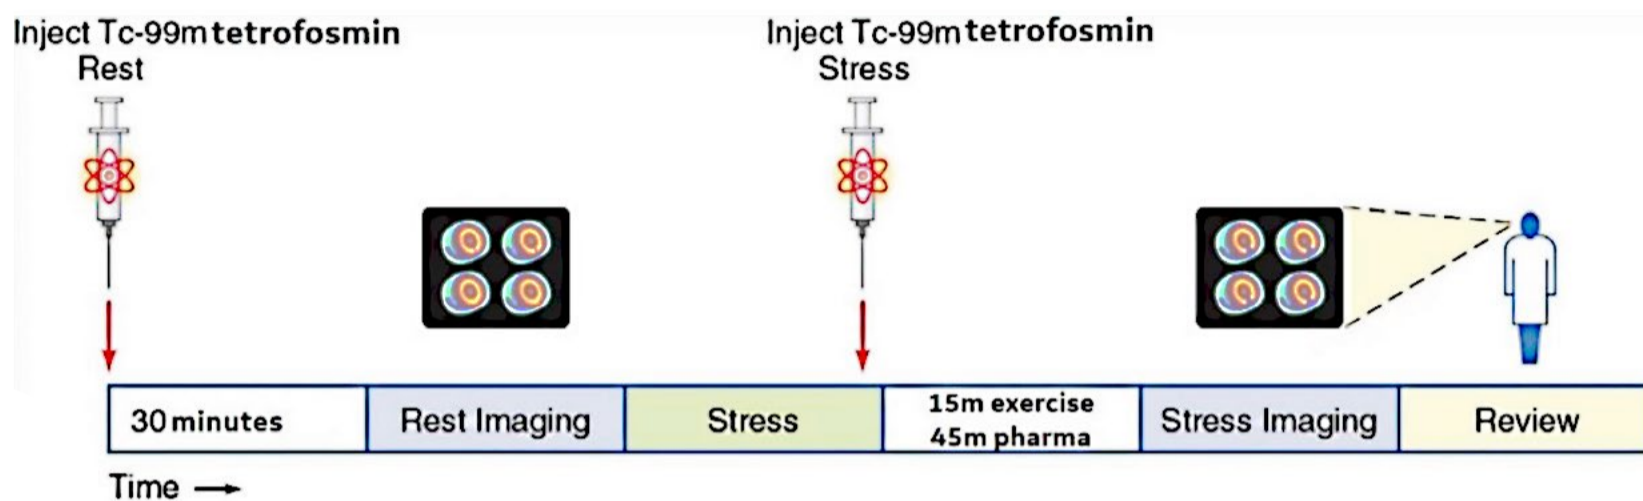 Inject Tc-99m tetrofosmin
Rest
Inject Tc-99m tetrofosmin
Stress
30 minutes
Rest Imaging
Stress
15m exercise
45m pharma
Stress Imaging
Review
Time